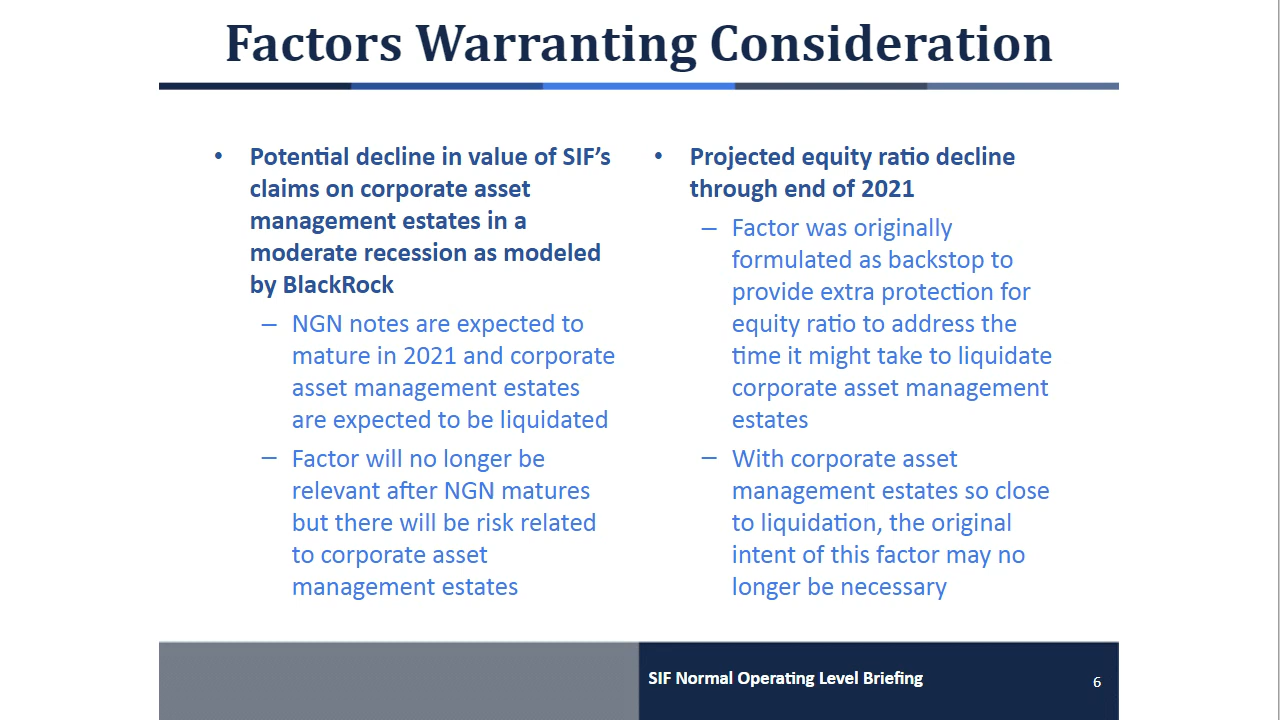 Factors Warranting Consideration
• Potential decline in value of SIF’s
claims on corporate asset
management estates in a
moderate recession as modeled
by BlackRock
– NGN notes are expected to
mature in 2021 and corporate
asset management estates
are expected to be liquidated
– Factor will no longer be
relevant after NGN matures
but there will be risk related
to corporate asset
management estates
• Projected equity ratio decline
through end of 2021
– Factor was originally
formulated as backstop to
provide extra protection for
equity ratio to address the
time it might take to liquidate
corporate asset management
estates
– With corporate asset
management estates so close
to liquidation, the original
intent of this factor may no
longer be necessary
SIF Normal Operating Level Briefing
6